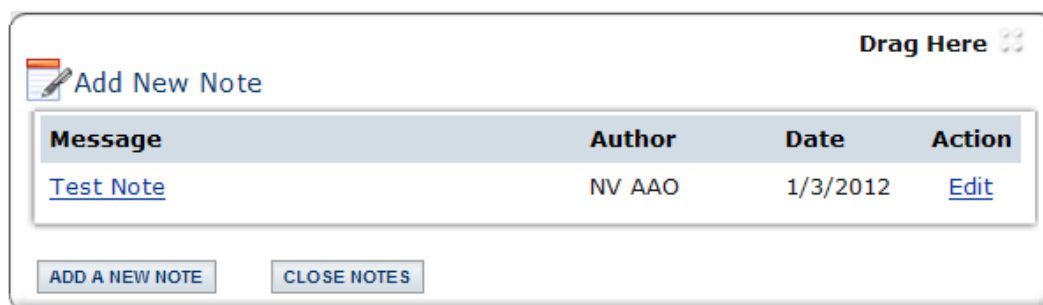 Drag Here
Add New Note
Message Author Date Action
Test Note NV AAO 1/3/2012 Edit
ADD A NEW NOTE CLOSE NOTES